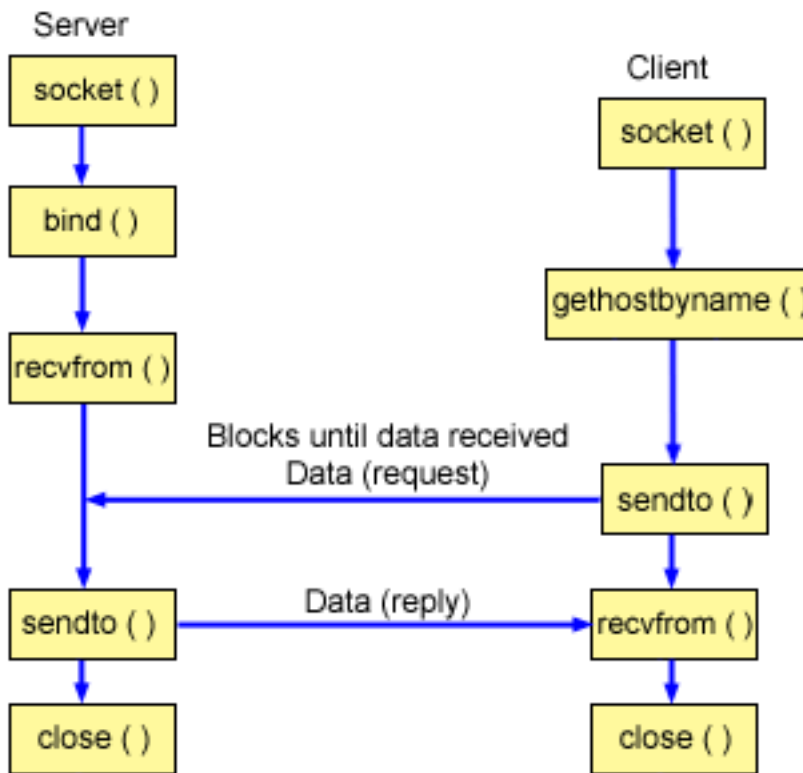 Server
socket ( )
bind ( )
recvfrom ( )
sendto ( )
close ( )
Blocks until data received
Data (request)
Data (reply)
Client
socket ( )
gethostbyname ( )
sendto ( )
recvfrom ( )
close ( )